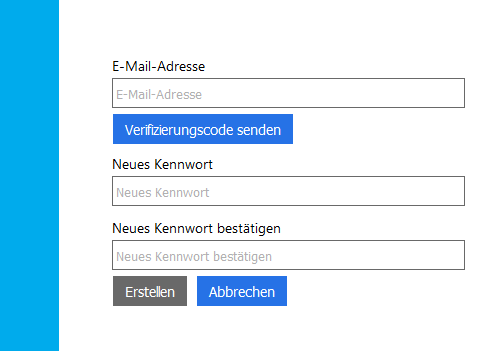 E-Mail-Adresse
E-Mail-Adresse
Verifizierungscode senden
Neues Kennwort
Neues Kennwort
Neues Kennwort bestätigen
Neues Kennwort bestätigen
Erstellen Abbrechen